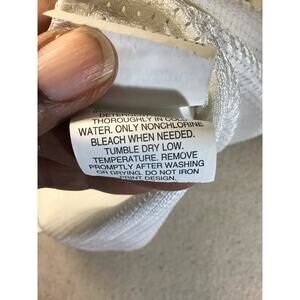 DETERGENT
THOROUGHLY IN COLD
WATER. ONLY NONCHLORINE
BLEACH WHEN NEEDED.
TUMBLE DRY LOW.
TEMPERATURE. REMOVE
PROMPTLY AFTER WASHING
OR DRYING. DO NOT IRON
PRINT DESIGN.